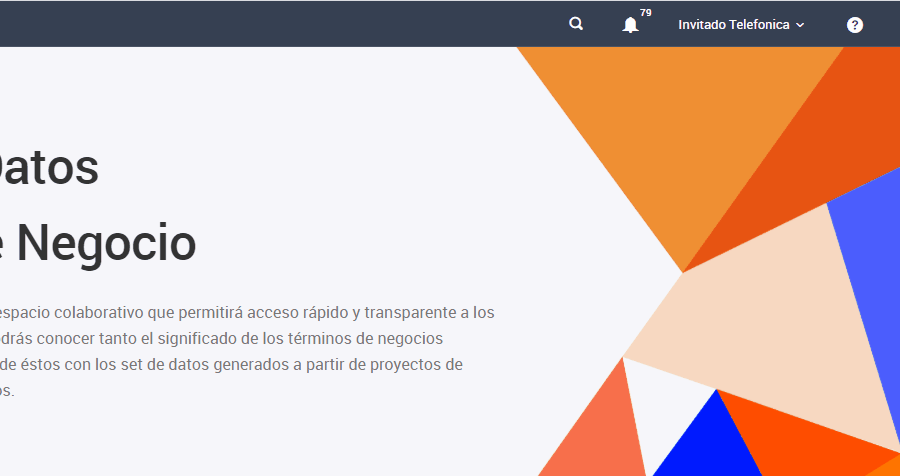 79
Invitado Telefonica
?
Datos
e Negocio
espacio colaborativo que permitirá acceso rápido y transparente a los
odrás conocer tanto el significado de los términos de negocios
de éstos con los set de datos generados a partir de proyectos de
os.